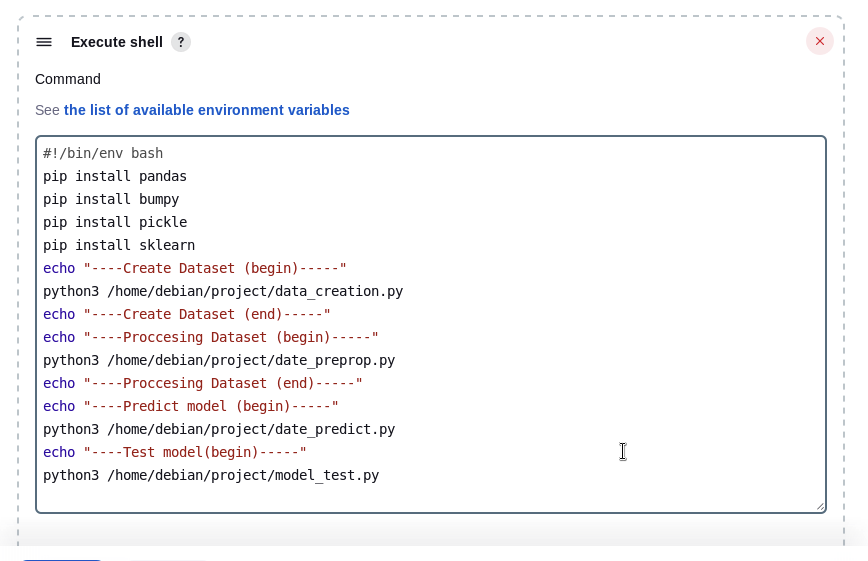 Execute shell ?
Command
See the list of available environment variables
#!/bin/env bash
pip install pandas
pip install bumpy
pip install pickle
pip install sklearn
echo "----Create Dataset (begin)-----"
python3 /home/debian/project/data_creation.py
echo "----Create Dataset (end)-----"
echo "----Proccesing Dataset (begin)-----"
python3 /home/debian/project/date_preprop.py
echo "----Proccesing Dataset (end)-----"
echo "----Predict model (begin)-----"
python3 /home/debian/project/date_predict.py
echo "----Test model(begin)-----"
python3 /home/debian/project/model_test.py